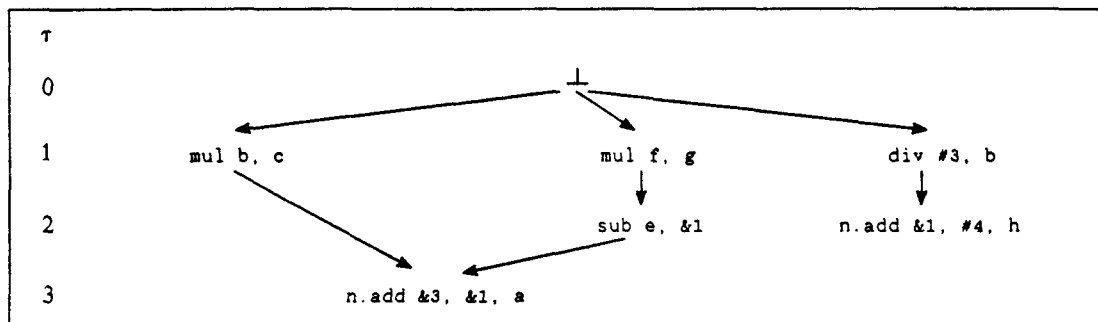 τ
0 ⊥
1 mul b, c mul f, g div #3, b
2 sub e, &1 n.add &1, #4, h
3 n.add &3, &1, a